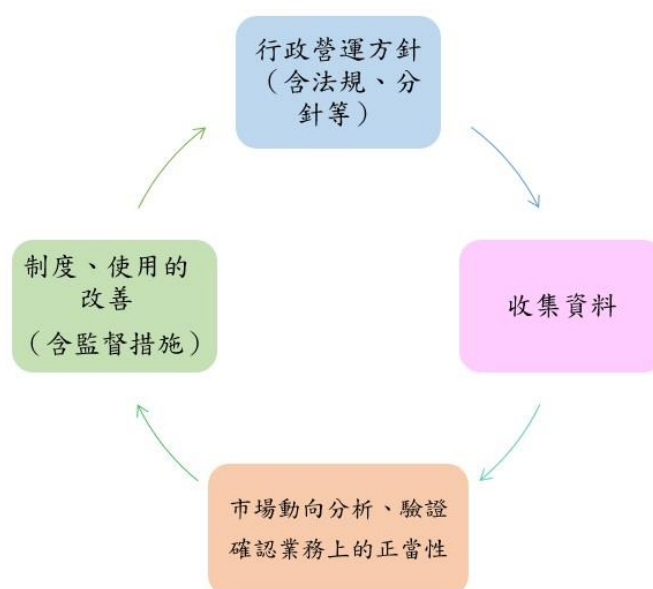 行政營運方針
（含法規、分
針等）
收集資料
市場動向分析、驗證
確認業務上的正當性
制度、使用的
改善
（含監督措施）